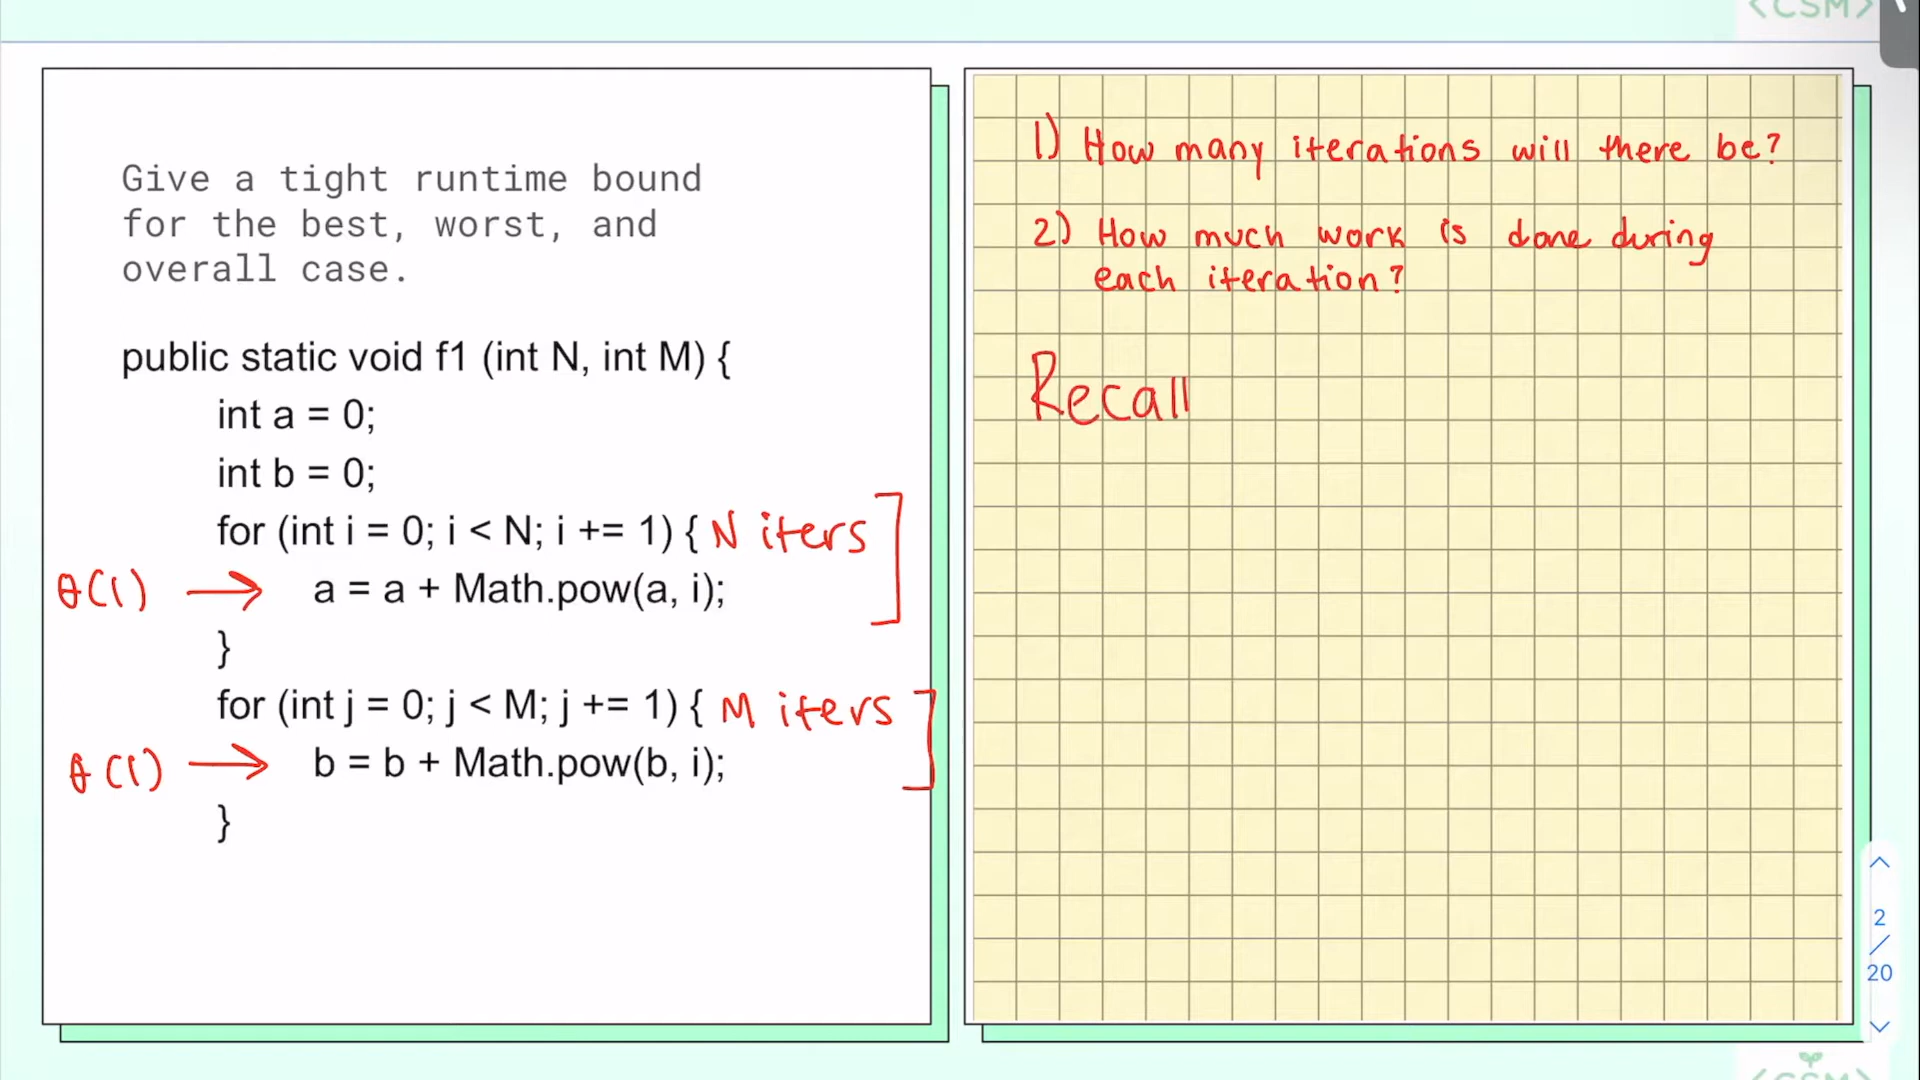 <CSM>
Give a tight runtime bound
for the best, worst, and
overall case.
public static void f1 (int N, int M) {
int a = 0;
int b = 0;
for (int i = 0; i < N; i += 1) { N iters
θ(1) → a = a + Math.pow(a, i);
}
for (int j = 0; j < M; j += 1) { M iters
θ(1) → b = b + Math.pow(b, i);
}
1) How many iterations will there be?
2) How much work is done during
each iteration?
Recall
2
/
20
<CSM>